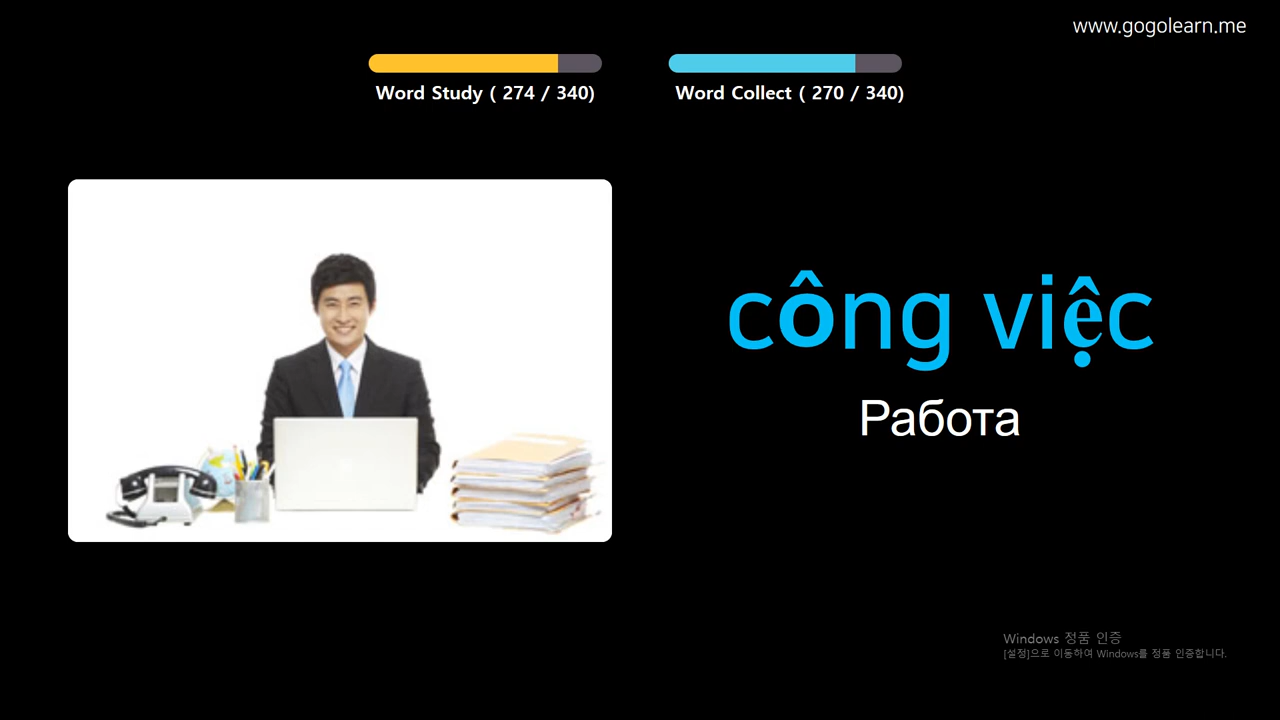 www.gogolearn.me
Word Study ( 274 / 340)
Word Collect ( 270 / 340)
công việc
Работа
Windows 정품 인증
[설정]으로 이동하여 Windows를 정품 인증합니다.